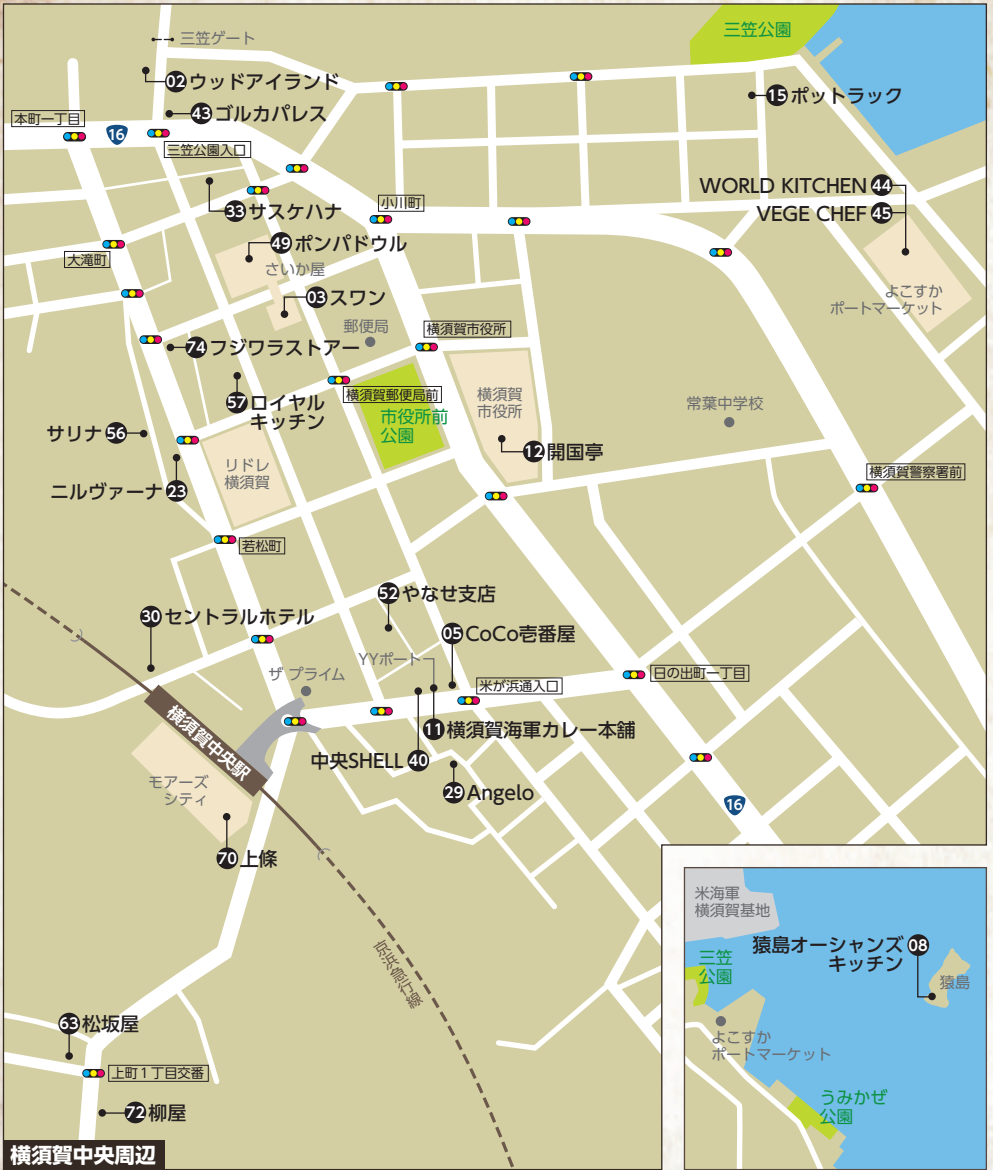 三笠ゲート
三笠公園
02 ウッドアイランド
15 ポットラック
43 ゴルカパレス
本町一丁目
16
三笠公園入口
WORLD KITCHEN 44
VEGE CHEF 45
33 サスケハナ
小川町
49 ポンパドウル
大滝町
さいか屋
よこすか
ポートマーケット
03 スワン
郵便局
横須賀市役所
74 フジワラストアー
横須賀郵便局前
57 ロイヤル
キッチン
市役所前
公園
横須賀
市役所
常葉中学校
サリナ 56
12 開国亭
リドレ
横須賀
横須賀警察署前
ニルヴァーナ 23
若松町
52 やなせ支店
30 セントラルホテル
05 CoCo壱番屋
YYポート
ザ プライム
米が浜通入口
日の出町一丁目
横須賀中央駅
11 横須賀海軍カレー本舗
中央SHELL 40
モアーズ
シティ
29 Angelo
16
70 上條
京浜急行線
米海軍
横須賀基地
猿島オーシャンズ 08
キッチン
三笠
公園
猿島
よこすか
ポートマーケット
うみかぜ
公園
63 松坂屋
上町1丁目交番
72 柳屋
横須賀中央周辺